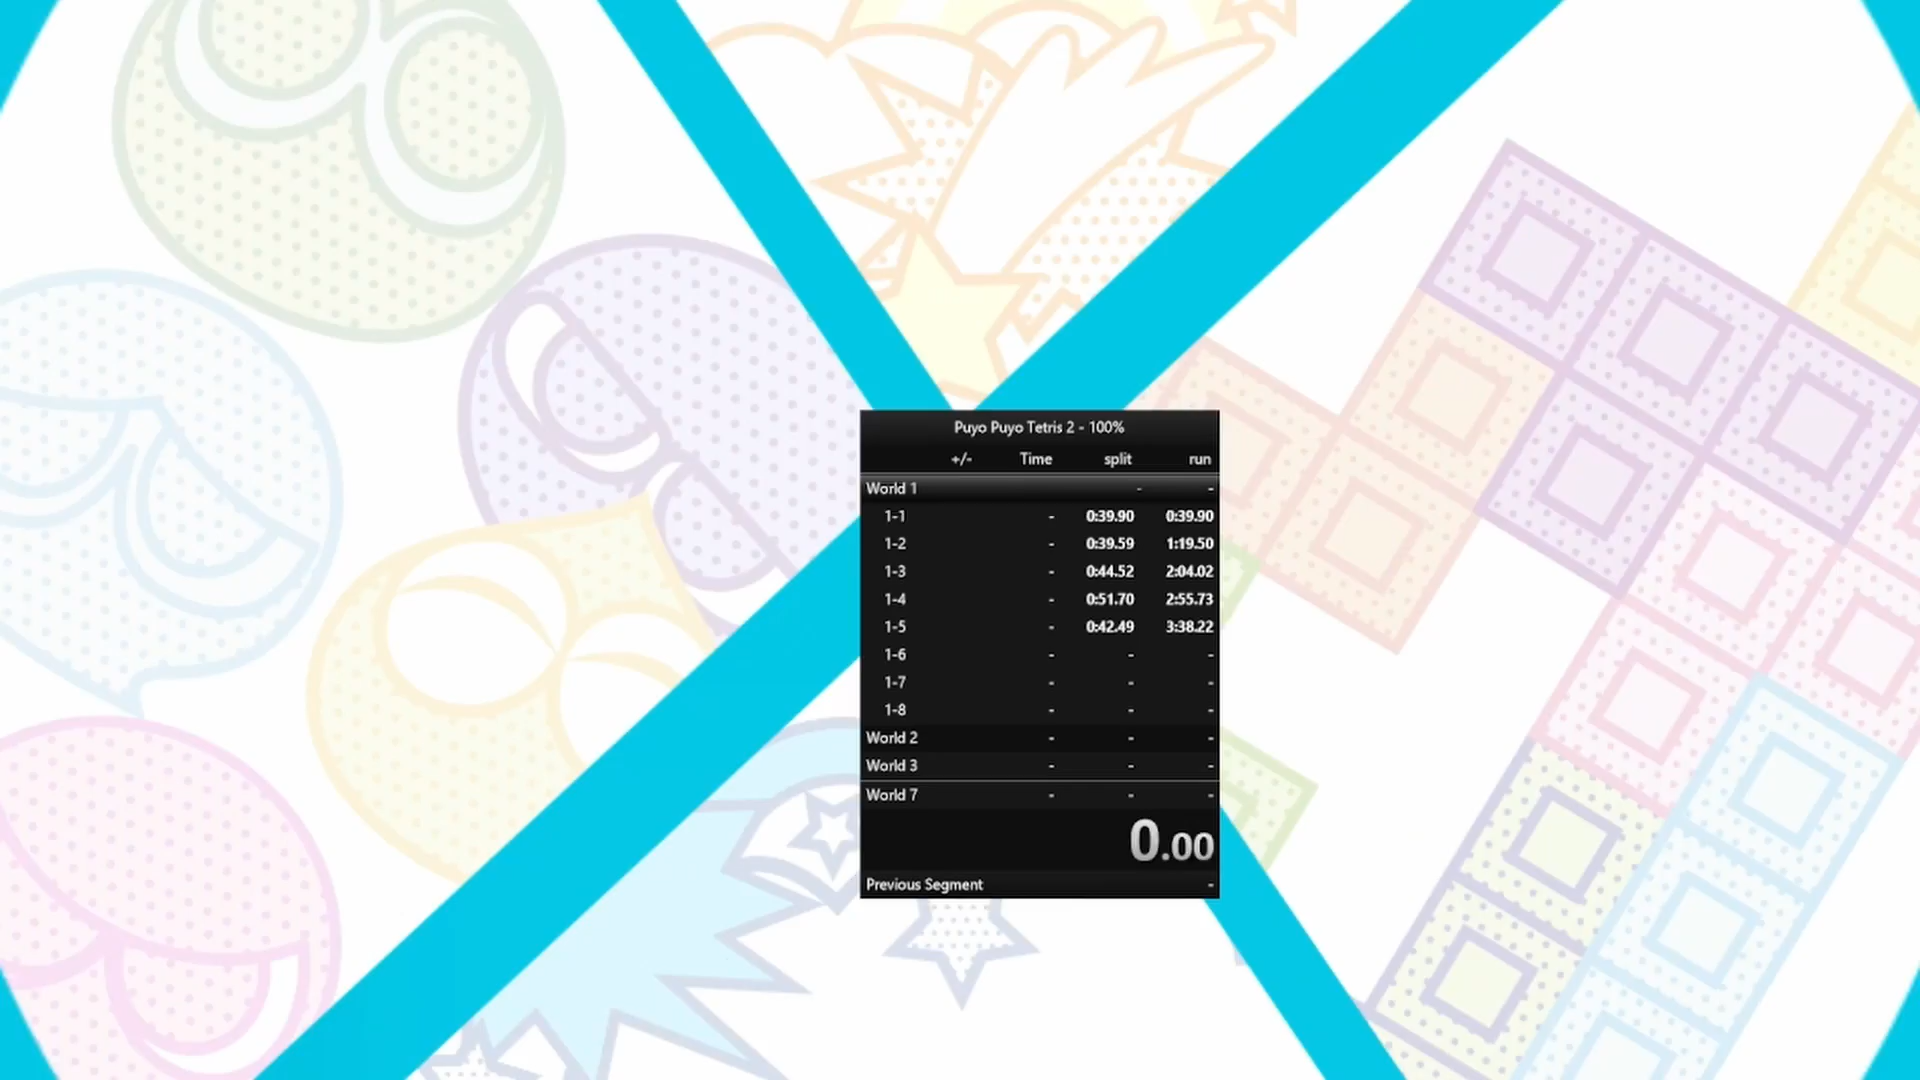 Puyo Puyo Tetris 2 - 100%
+/- Time split run
World 1 - -
1-1 - 0:39.90 0:39.90
1-2 - 0:39.59 1:19.50
1-3 - 0:44.52 2:04.02
1-4 - 0:51.70 2:55.73
1-5 - 0:42.49 3:38.22
1-6 - - -
1-7 - - -
1-8 - - -
World 2 - - -
World 3 - - -
World 7 - - -
0.00
Previous Segment -